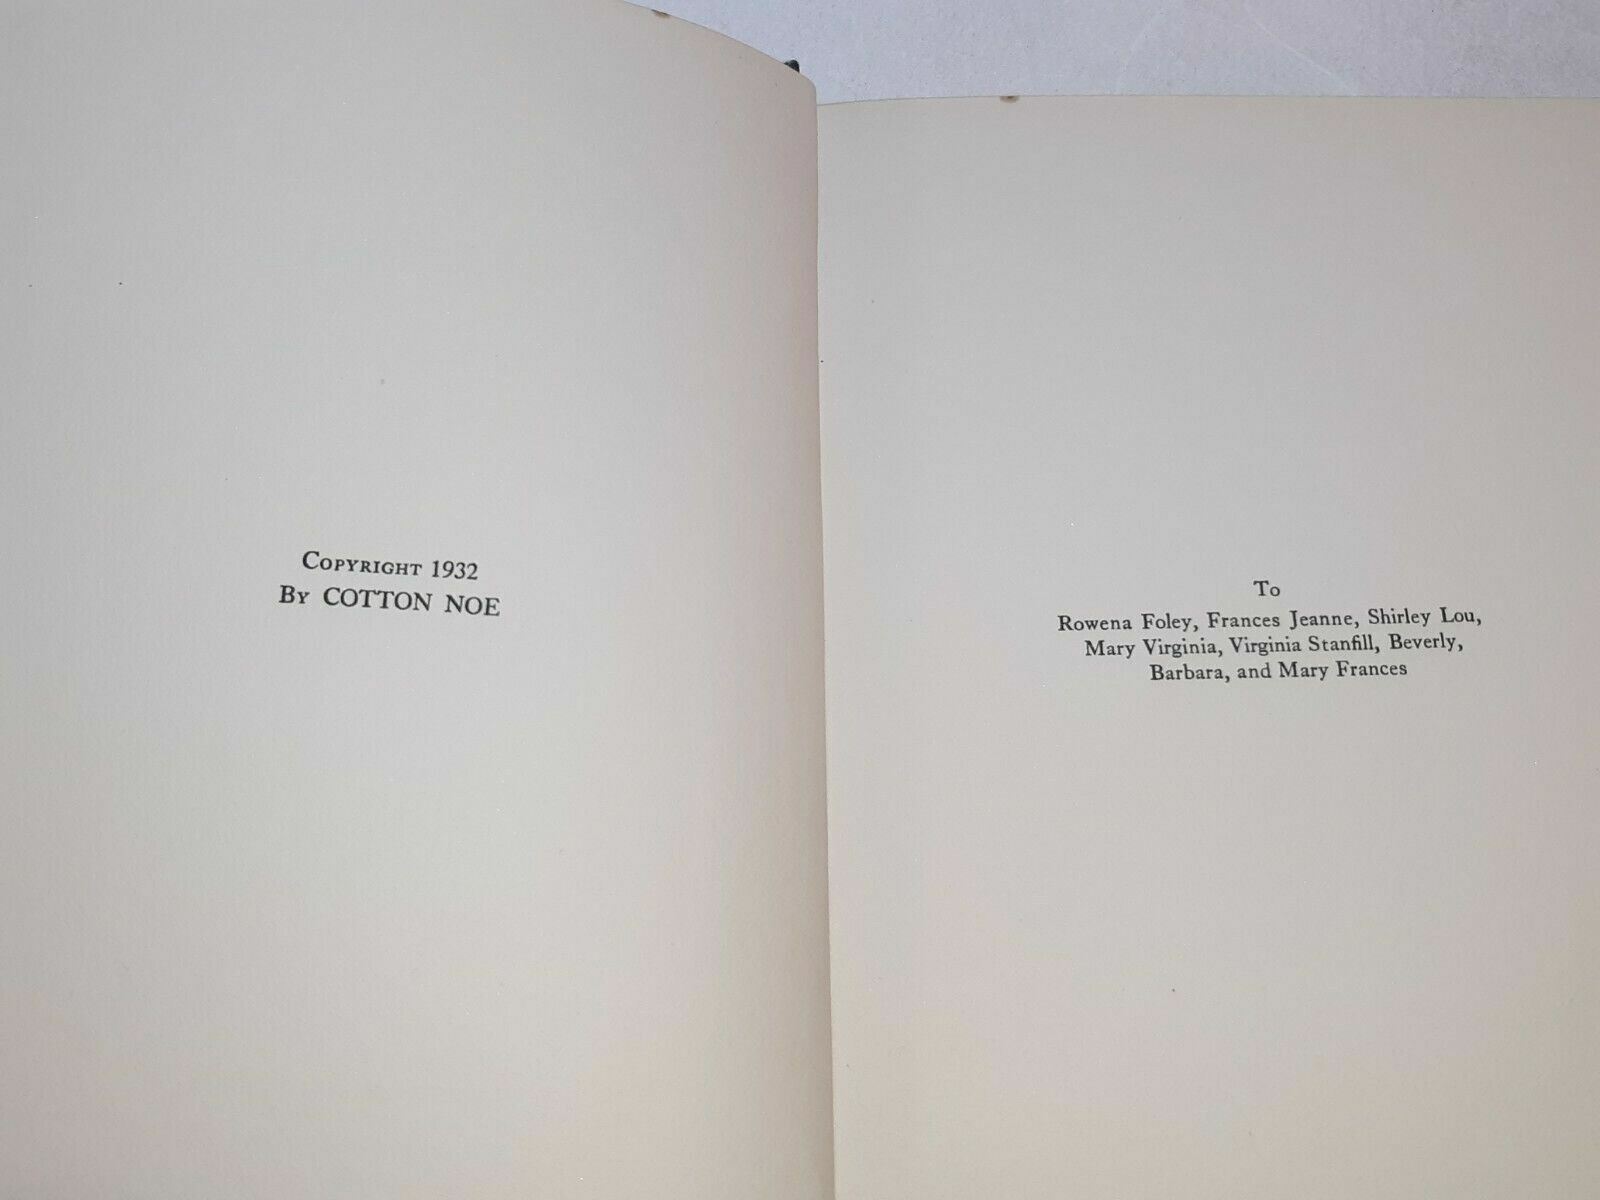 Copyright 1932
By COTTON NOE
To
Rowena Foley, Frances Jeanne, Shirley Lou,
Mary Virginia, Virginia Stanfill, Beverly,
Barbara, and Mary Frances